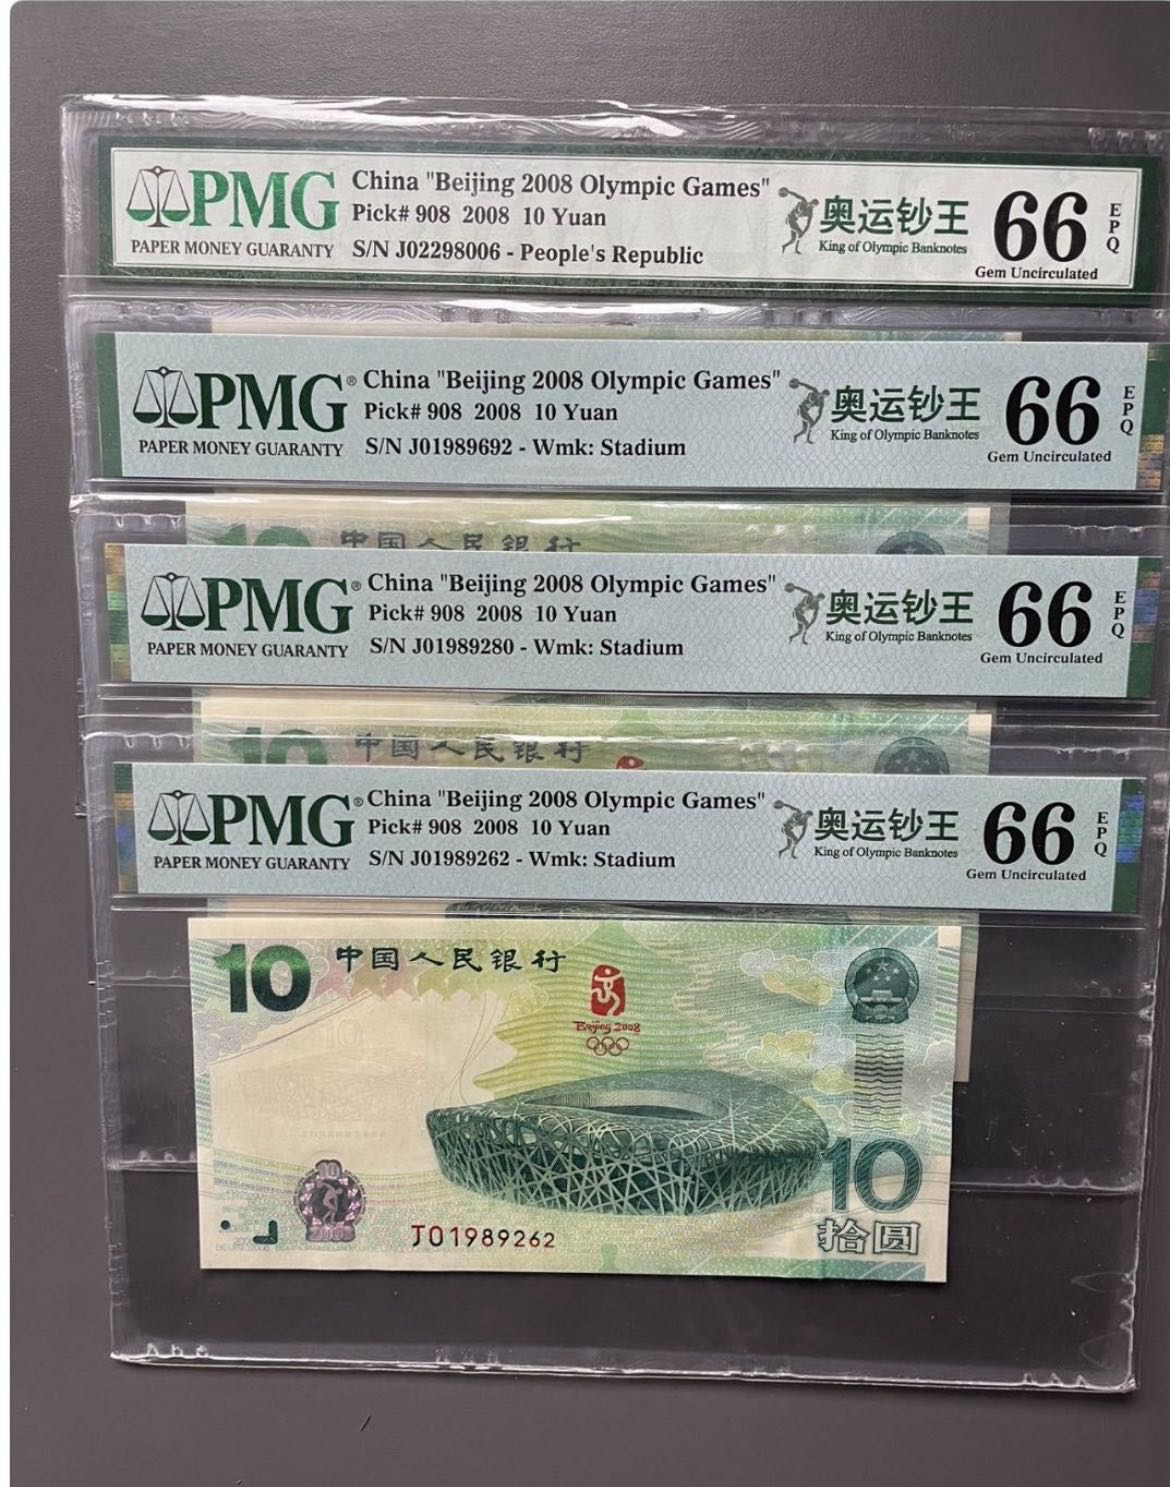 PMG
PAPER MONEY GUARANTY
China "Beijing 2008 Olympic Games"
Pick# 908 2008 10 Yuan
S/N J02298006 - People's Republic
奥运钞王
King of Olympic Banknotes
66
EPQ
Gem Uncirculated
PMG®
PAPER MONEY GUARANTY
China "Beijing 2008 Olympic Games"
Pick# 908 2008 10 Yuan
S/N J01989692 - Wmk: Stadium
奥运钞王
King of Olympic Banknotes
66
EPQ
Gem Uncirculated
10 中国人民银行
PMG®
PAPER MONEY GUARANTY
China "Beijing 2008 Olympic Games"
Pick# 908 2008 10 Yuan
S/N J01989280 - Wmk: Stadium
奥运钞王
King of Olympic Banknotes
66
EPQ
Gem Uncirculated
10 中国人民银行
PMG®
PAPER MONEY GUARANTY
China "Beijing 2008 Olympic Games"
Pick# 908 2008 10 Yuan
S/N J01989262 - Wmk: Stadium
奥运钞王
King of Olympic Banknotes
66
EPQ
Gem Uncirculated
10 中国人民银行
Beijing 2008
10
2008
J01989262
10
拾圆